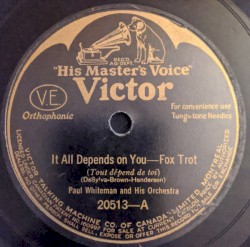 REG'D.
"His Master's Voice"
Victor
VE
Orthophonic
For convenience use
Tungs-tone Needles
It All Depends on You—Fox Trot
(Tout dépend de toi)
(DeSylva-Brown-Henderson)
Paul Whiteman and His Orchestra
20513—A
VICTOR TALKING MACHINE CO. OF CANADA, LIMITED, MONTREAL